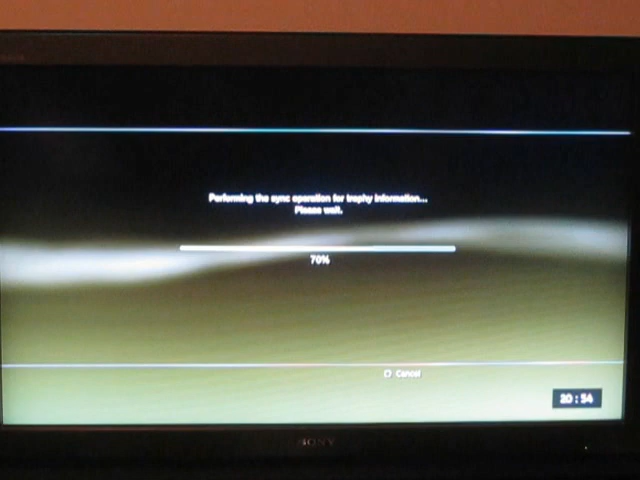 Performing the sync operation for trophy information...
Please wait.
70%
Cancel
20:54
SONY